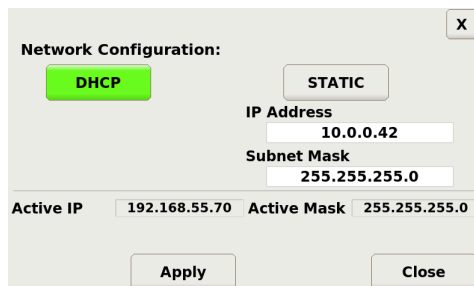 X
Network Configuration:
DHCP STATIC
IP Address
10.0.0.42
Subnet Mask
255.255.255.0
Active IP 192.168.55.70 Active Mask 255.255.255.0
Apply Close